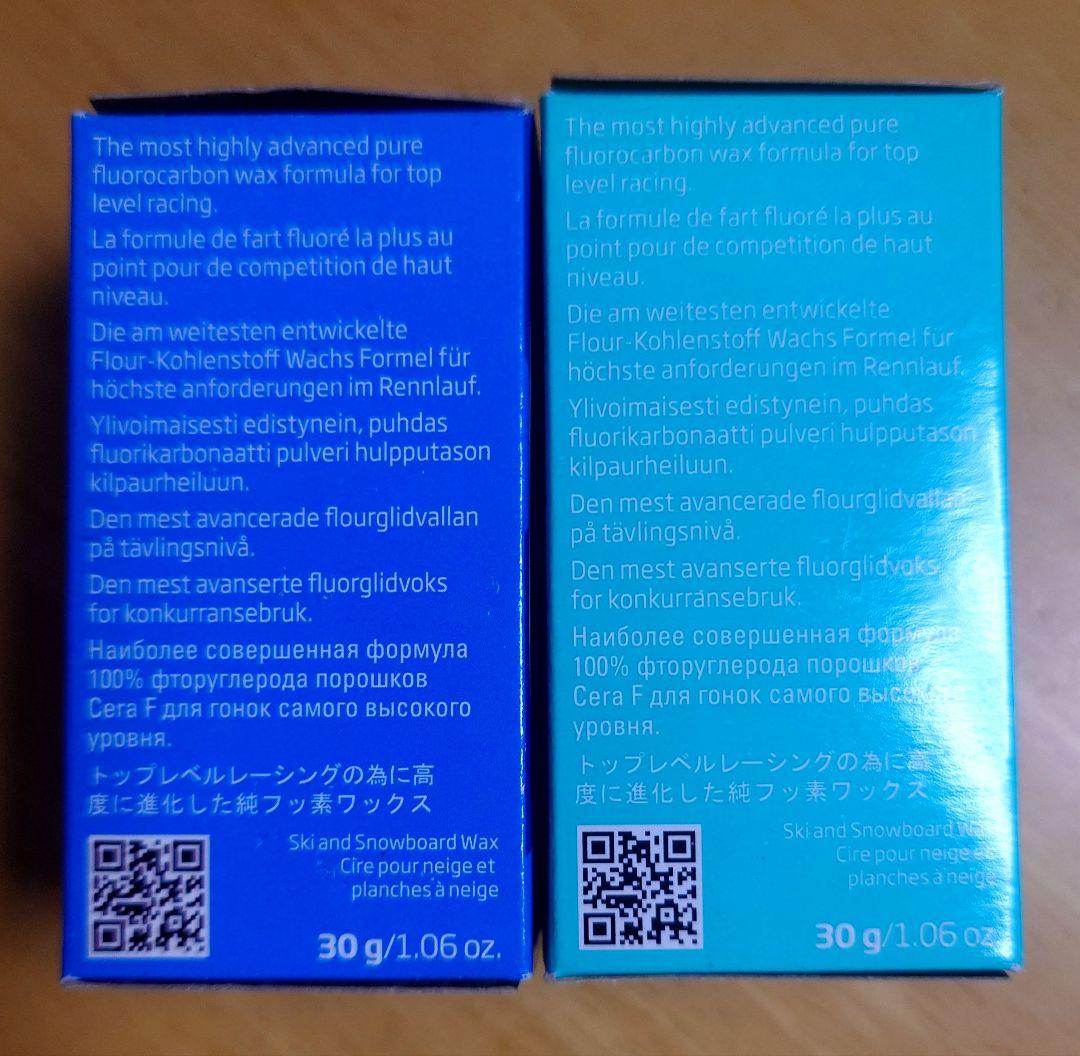 The most highly advanced pure
fluorocarbon wax formula for top
level racing.
La formule de fart fluoré la plus au
point pour de competition de haut
niveau.
Die am weitesten entwickelte
Flour-Kohlenstoff Wachs Formel für
höchste anforderungen im Rennlauf.
Ylivoimaisesti edistynein, puhdas
fluorikarbonaatti pulveri hulpputason
kilpaurheiluun.
Den mest avancerade flourglidvallan
på tävlingsnivå.
Den mest avanserte fluorglidvoks
for konkurransebruk.
Наиболее совершенная формула
100% фторуглерода порошков
Cera F для гонок самого высокого
уровня.
トップレベルレーシングの為に高
度に進化した純フッ素ワックス
Ski and Snowboard Wax
Cire pour neige et
planches à neige
30 g/1.06 oz.
The most highly advanced pure
fluorocarbon wax formula for top
level racing.
La formule de fart fluoré la plus au
point pour de competition de haut
niveau.
Die am weitesten entwickelte
Flour-Kohlenstoff Wachs Formel für
höchste anforderungen im Rennlauf.
Ylivoimaisesti edistynein, puhdas
fluorikarbonaatti pulveri hulpputason
kilpaurheiluun.
Den mest avancerade flourglidvallan
på tävlingsnivå.
Den mest avanserte fluorglidvoks
for konkurransebruk.
Наиболее совершенная формула
100% фторуглерода порошков
Cera F для гонок самого высокого
уровня.
トップレベルレーシングの為に高
度に進化した純フッ素ワックス
Ski and Snowboard Wax
Cire pour neige et
planches à neige
30 g/1.06 oz.